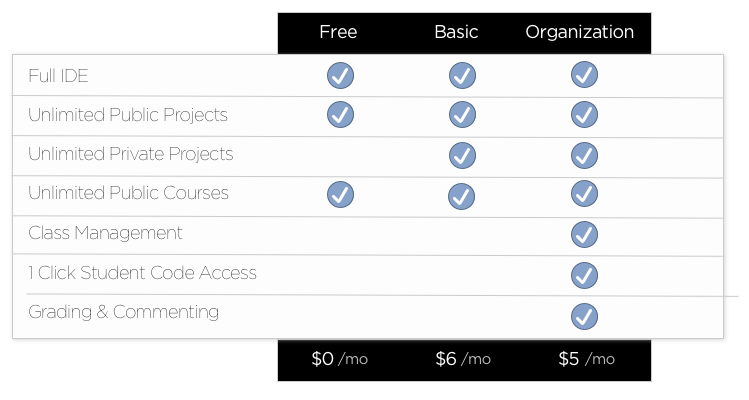 Free Basic Organization
Full IDE
Unlimited Public Projects
Unlimited Private Projects
Unlimited Public Courses
Class Management
1 Click Student Code Access
Grading & Commenting
$0 /mo $6 /mo $5 /mo